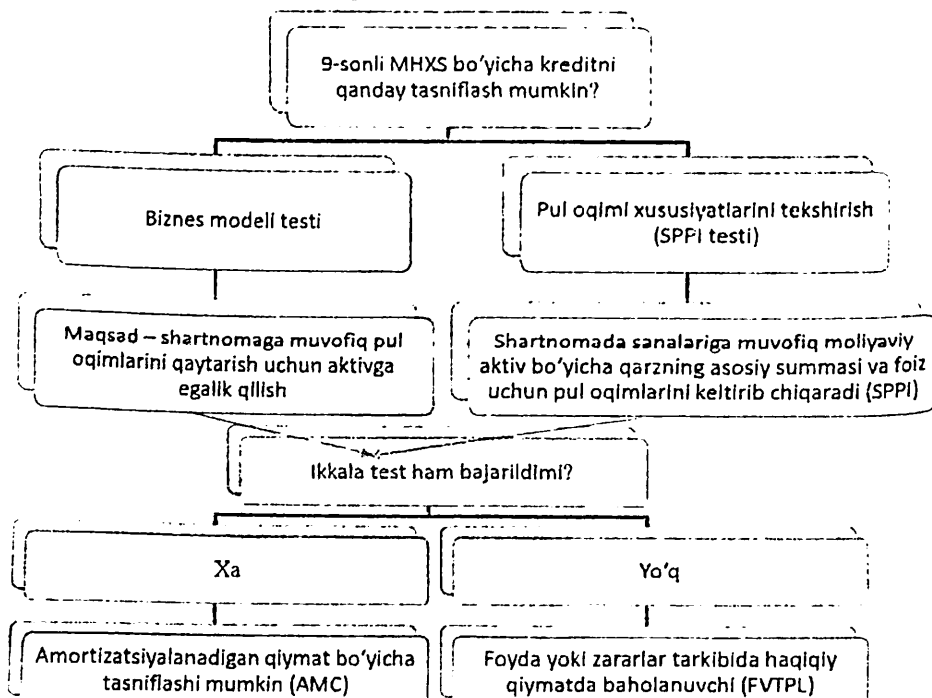 9-sonli MHXS bo‘yicha kreditni
qanday tasniflash mumkin?
Biznes modeli testi
Pul oqimi xususiyatlarini tekshirish
(SPPI testi)
Maqsad – shartnomaga muvofiq pul
oqimlarini qaytarish uchun aktivga
egalik qilish
Shartnomada sanalariga muvofiq moliyaviy
aktiv bo‘yicha qarzning asosiy summasi va foiz
uchun pul oqimlarini keltirib chiqaradi (SPPI)
Ikkala test ham bajarildimi?
Xa
Yo‘q
Amortizatsiyalanadigan qiymat bo‘yicha
tasniflashi mumkin (AMC)
Foyda yoki zararlar tarkibida haqiqiy
qiymatda baholanuvchi (FVTPL)